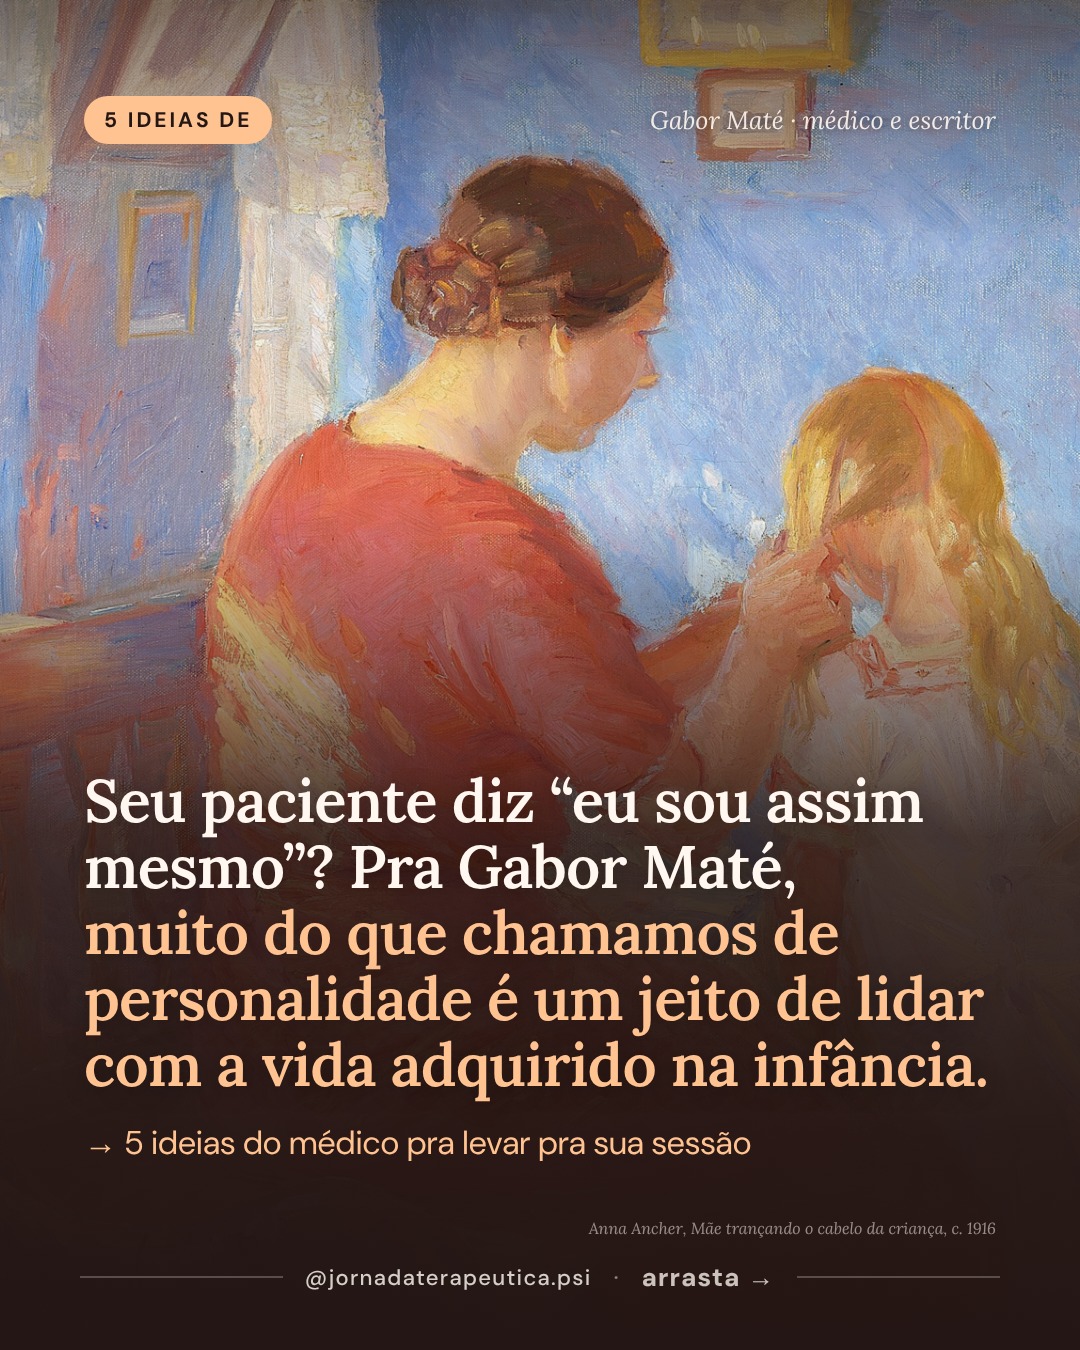 5 IDEIAS DE
Gabor Maté · médico e escritor
Seu paciente diz “eu sou assim
mesmo”? Pra Gabor Maté,
muito do que chamamos de
personalidade é um jeito de lidar
com a vida adquirido na infância.
→ 5 ideias do médico pra levar pra sua sessão
Anna Ancher, Mãe trançando o cabelo da criança, c. 1916
@jornadaterapeutica.psi · arrasta →